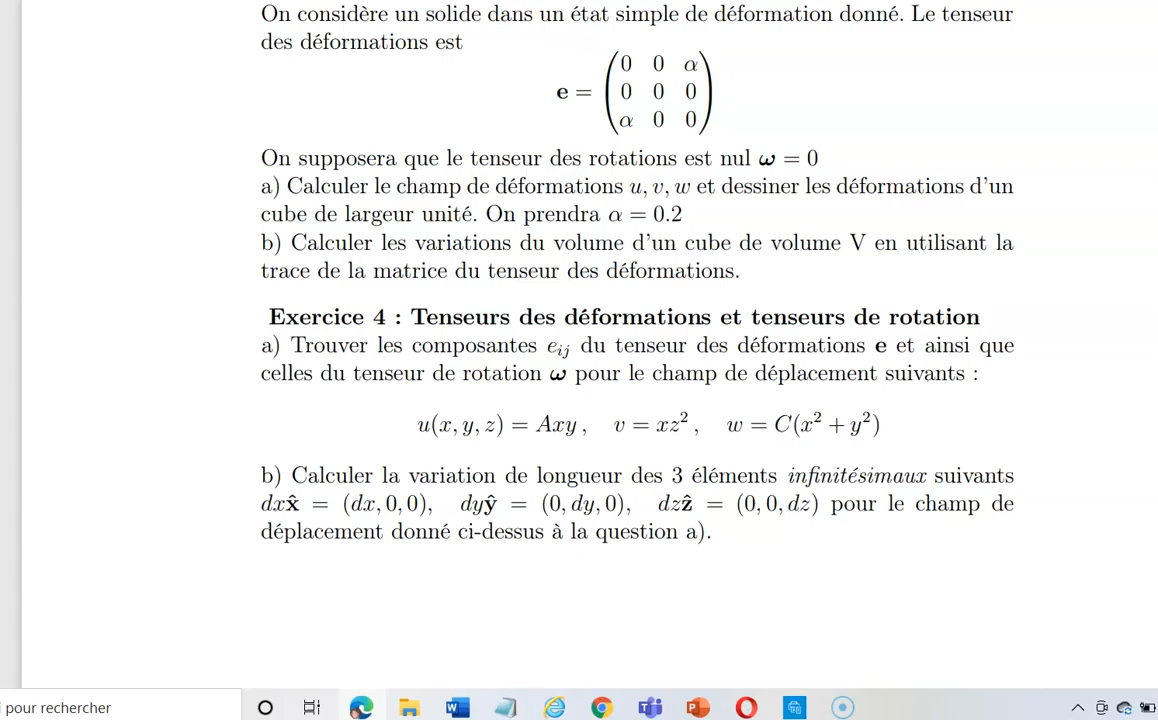 On considère un solide dans un état simple de déformation donné. Le tenseur
des déformations est
0 0 α
e = 0 0 0
α 0 0
On supposera que le tenseur des rotations est nul ω = 0
a) Calculer le champ de déformations u, v, w et dessiner les déformations d'un
cube de largeur unité. On prendra α = 0.2
b) Calculer les variations du volume d'un cube de volume V en utilisant la
trace de la matrice du tenseur des déformations.
Exercice 4 : Tenseurs des déformations et tenseurs de rotation
a) Trouver les composantes eij du tenseur des déformations e et ainsi que
celles du tenseur de rotation ω pour le champ de déplacement suivants :
u(x, y, z) = Axy , v = xz² , w = C(x² + y²)
b) Calculer la variation de longueur des 3 éléments infinitésimaux suivants
dxx̂ = (dx, 0, 0), dyŷ = (0, dy, 0), dzẑ = (0, 0, dz) pour le champ de
déplacement donné ci-dessus à la question a).
pour rechercher